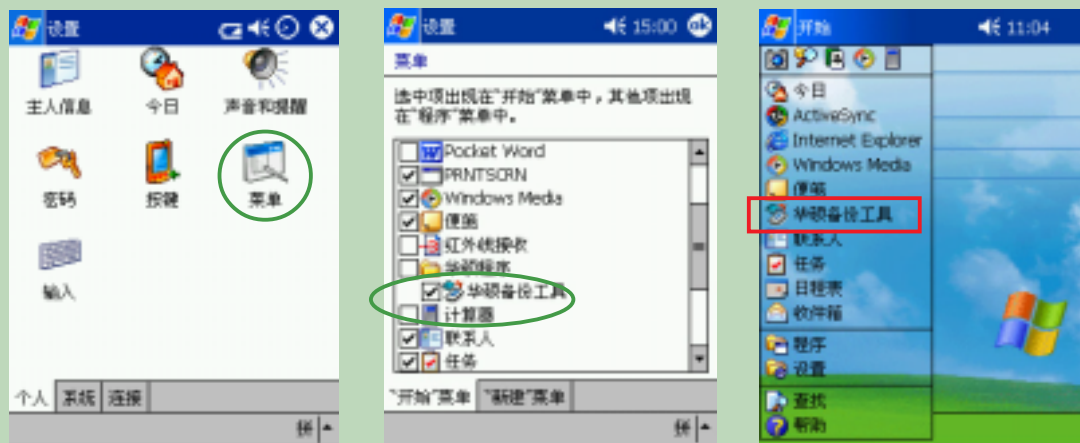 设置
主人信息
今日
声音和提醒
密码
按键
菜单
输入
个人 系统 连接
拼
设置 15:00 ok
菜单
选中项出现在"开始"菜单中，其他项出现
在"程序"菜单中。
Pocket Word
PRNTSCRN
Windows Media
便笺
红外线接收
华硕程序
华硕备份工具
计算器
联系人
任务
"开始"菜单 "新建"菜单
拼
开始 11:04
今日
ActiveSync
Internet Explorer
Windows Media
便笺
华硕备份工具
联系人
任务
日程表
收件箱
程序
设置
查找
帮助